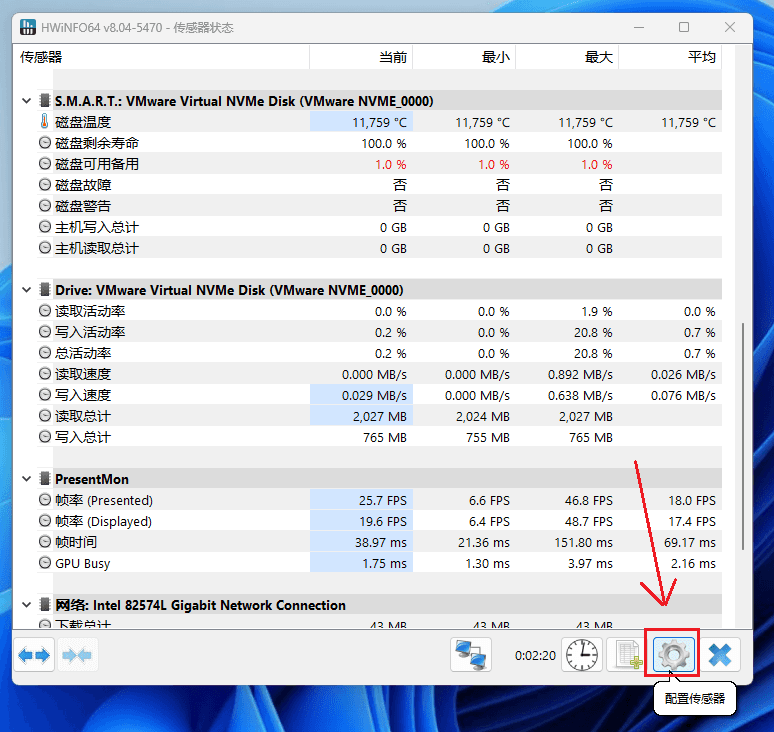 HWiNFO64 v8.04-5470 - 传感器状态
传感器 当前 最小 最大 平均
S.M.A.R.T.: VMware Virtual NVMe Disk (VMware NVME_0000)
磁盘温度 11,759 °C 11,759 °C 11,759 °C 11,759 °C
磁盘剩余寿命 100.0 % 100.0 % 100.0 %
磁盘可用备用 1.0 % 1.0 % 1.0 %
磁盘故障 否 否 否
磁盘警告 否 否 否
主机写入总计 0 GB 0 GB 0 GB
主机读取总计 0 GB 0 GB 0 GB
Drive: VMware Virtual NVMe Disk (VMware NVME_0000)
读取活动率 0.0 % 0.0 % 1.9 % 0.0 %
写入活动率 0.2 % 0.0 % 20.8 % 0.7 %
总活动率 0.2 % 0.0 % 20.8 % 0.7 %
读取速度 0.000 MB/s 0.000 MB/s 0.892 MB/s 0.026 MB/s
写入速度 0.029 MB/s 0.000 MB/s 0.638 MB/s 0.076 MB/s
读取总计 2,027 MB 2,024 MB 2,027 MB
写入总计 765 MB 755 MB 765 MB
PresentMon
帧率 (Presented) 25.7 FPS 6.6 FPS 46.8 FPS 18.0 FPS
帧率 (Displayed) 19.6 FPS 6.4 FPS 48.7 FPS 17.4 FPS
帧时间 38.97 ms 21.36 ms 151.80 ms 69.17 ms
GPU Busy 1.75 ms 1.30 ms 3.97 ms 2.16 ms
网络: Intel 82574L Gigabit Network Connection
下载总计 43 MB 43 MB 43 MB
0:02:20
配置传感器